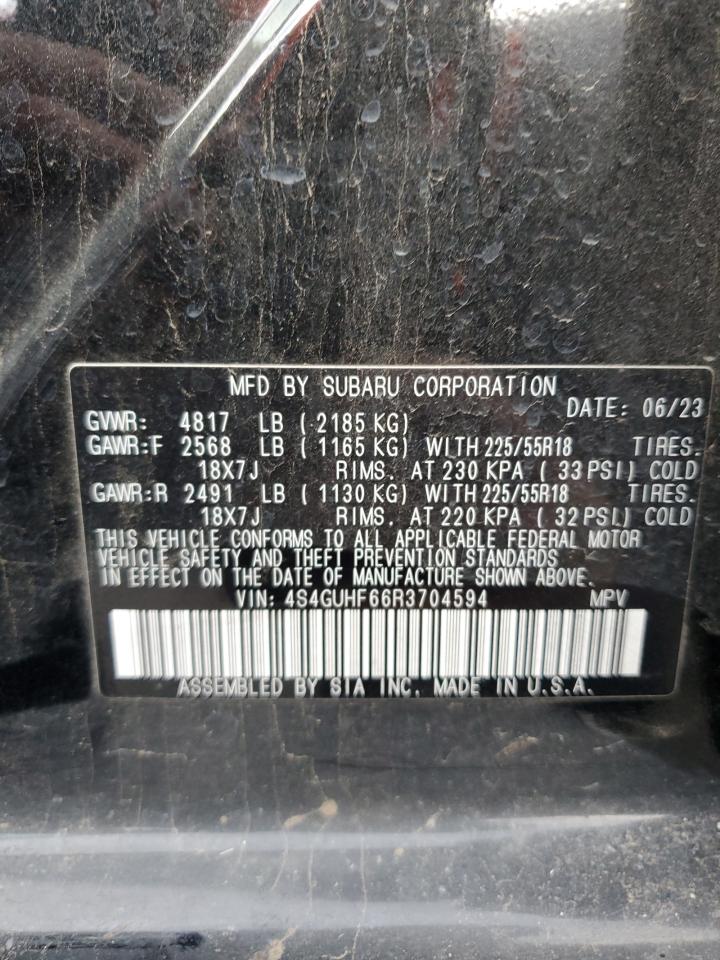 MFD BY SUBARU CORPORATION
DATE: 06/23
GVWR: 4817 LB ( 2185 KG)
GAWR:F 2568 LB ( 1165 KG) WITH 225/55R18 TIRES.
18X7J RIMS. AT 230 KPA ( 33 PSI) COLD
GAWR:R 2491 LB ( 1130 KG) WITH 225/55R18 TIRES.
18X7J RIMS. AT 220 KPA ( 32 PSI) COLD
THIS VEHICLE CONFORMS TO ALL APPLICABLE FEDERAL MOTOR
VEHICLE SAFETY AND THEFT PREVENTION STANDARDS
IN EFFECT ON THE DATE OF MANUFACTURE SHOWN ABOVE.
VIN: 4S4GUHF66R3704594 MPV
ASSEMBLED BY SIA INC. MADE IN U.S.A.